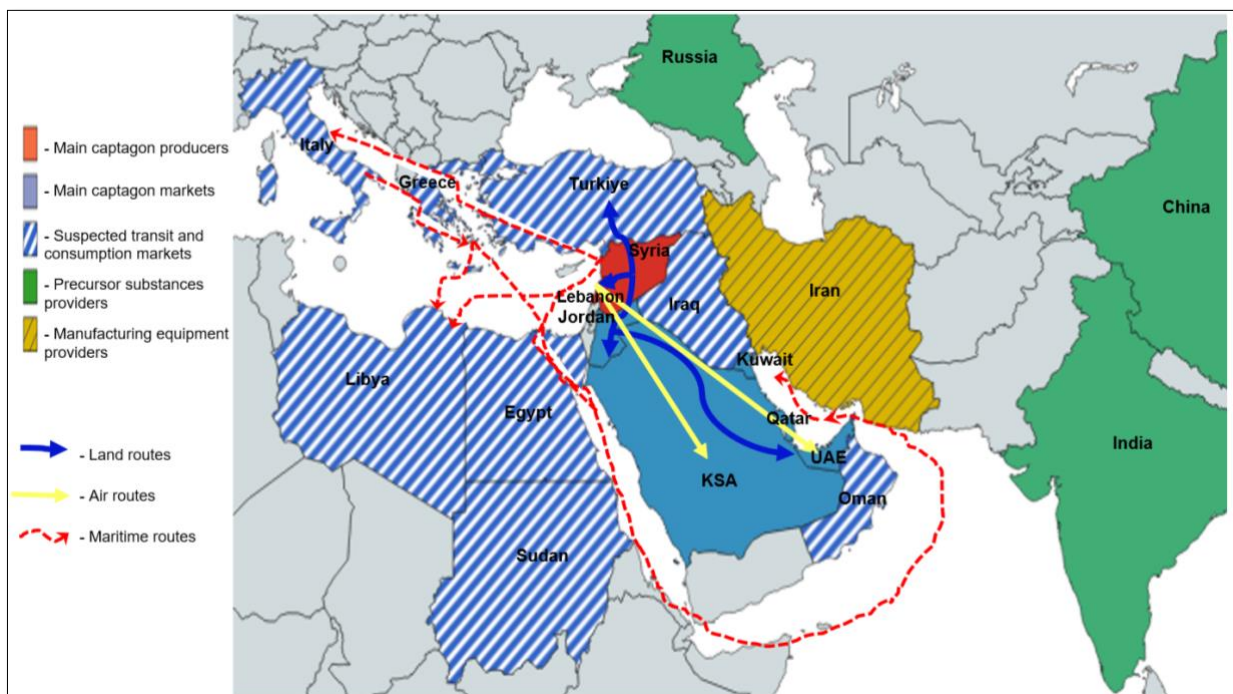 - Main captagon producers
- Main captagon markets
- Suspected transit and
consumption markets
- Precursor substances
providers
- Manufacturing equipment
providers
- Land routes
- Air routes
- Maritime routes
Russia
China
Italy
Greece
Turkiye
Syria
Lebanon
Jordan
Iraq
Iran
Kuwait
Libya
Egypt
Qatar
UAE
India
KSA
Oman
Sudan